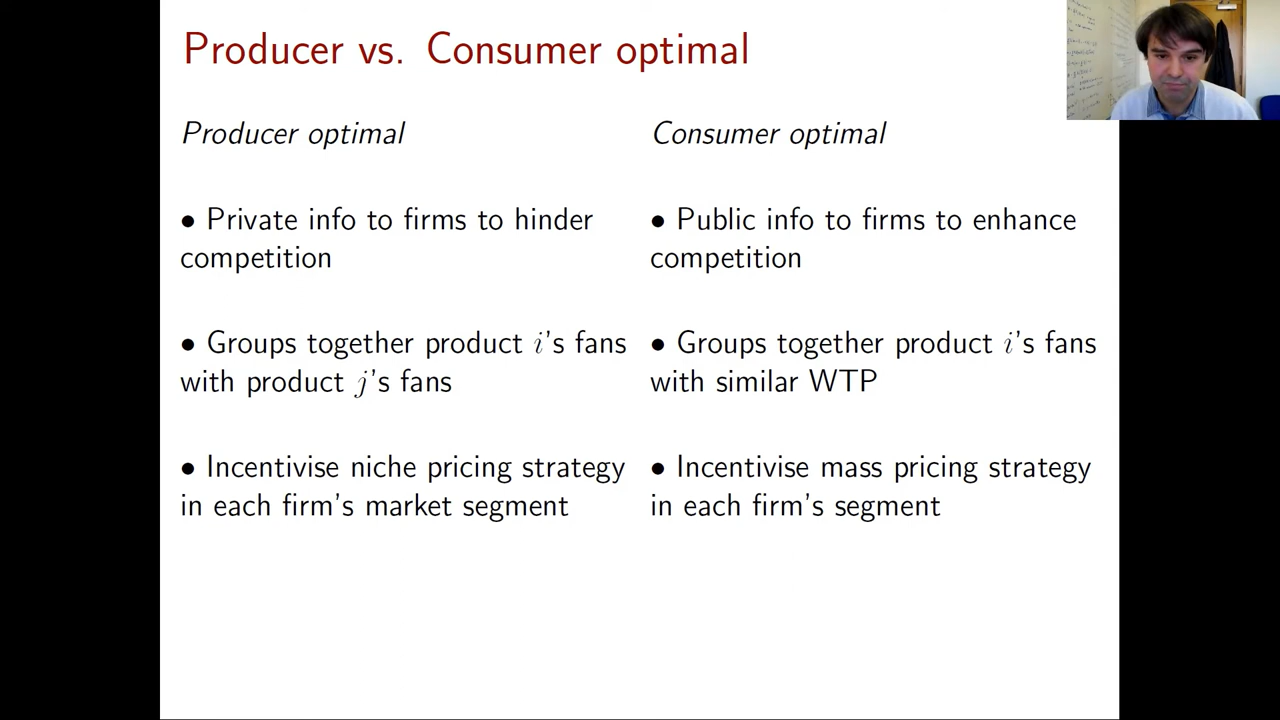 Producer vs. Consumer optimal
Producer optimal
• Private info to firms to hinder
competition
• Groups together product i's fans
with product j's fans
• Incentivise niche pricing strategy
in each firm's market segment
Consumer optimal
• Public info to firms to enhance
competition
• Groups together product i's fans
with similar WTP
• Incentivise mass pricing strategy
in each firm's segment